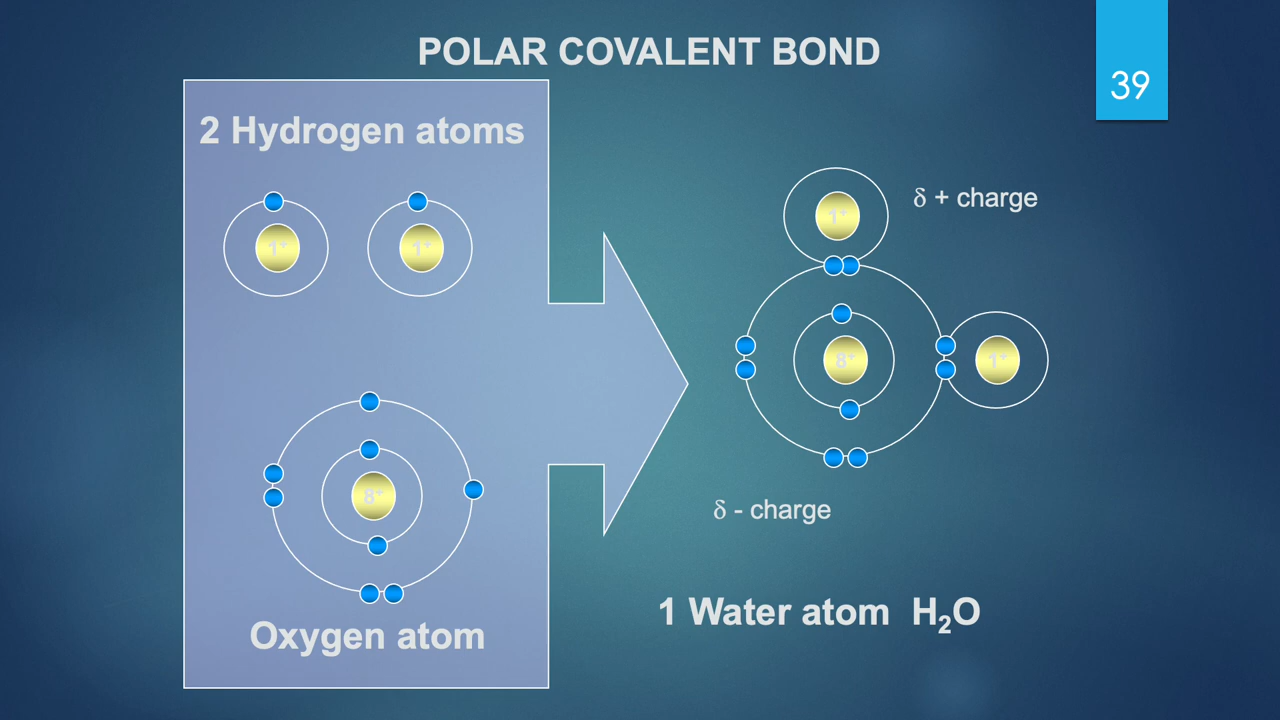 POLAR COVALENT BOND
39
2 Hydrogen atoms
1+
1+
8+
Oxygen atom
δ + charge
1+
8+
1+
δ - charge
1 Water atom H₂O